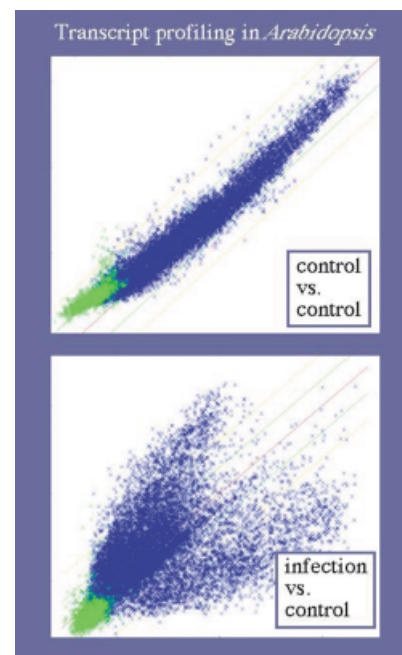 Transcript profiling in Arabidopsis
control
vs.
control
infection
vs.
control